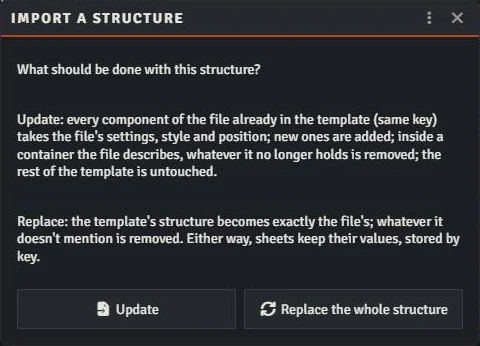 IMPORT A STRUCTURE
What should be done with this structure?
Update: every component of the file already in the template (same key)
takes the file's settings, style and position; new ones are added; inside a
container the file describes, whatever it no longer holds is removed; the
rest of the template is untouched.
Replace: the template's structure becomes exactly the file's; whatever it
doesn't mention is removed. Either way, sheets keep their values, stored by
key.
Update
Replace the whole structure